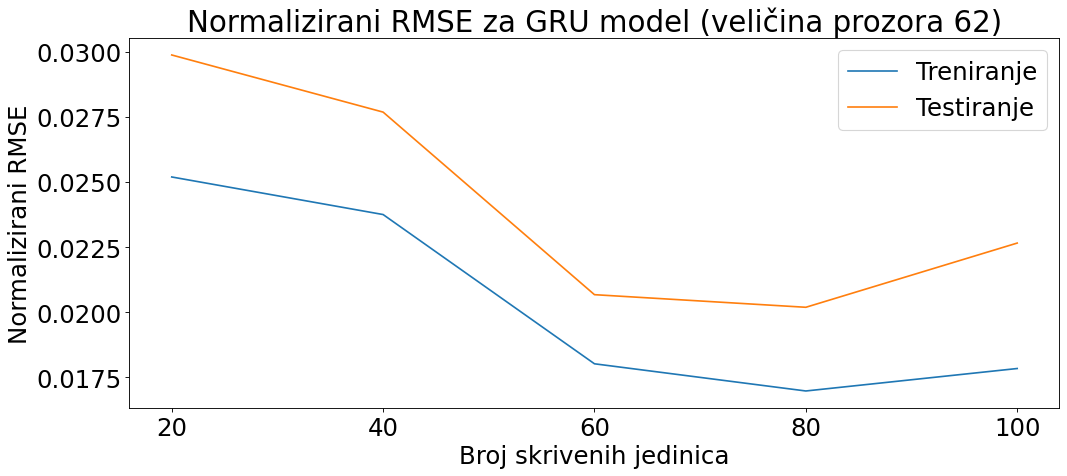 Normalizirani RMSE za GRU model (veličina prozora 62)
Treniranje
Testiranje
Normalizirani RMSE
0.0300
0.0275
0.0250
0.0225
0.0200
0.0175
20 40 60 80 100
Broj skrivenih jedinica